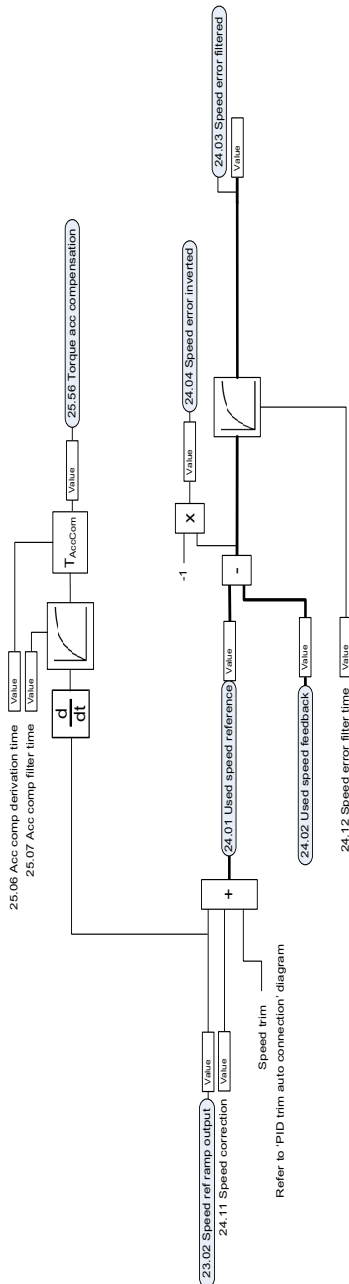 25.06 Acc comp derivation time
Value
25.07 Acc comp filter time
Value
d
dt
TAccCom
Value
25.56 Torque acc compensation
23.02 Speed ref ramp output
Value
24.11 Speed correction
Value
Speed trim
Refer to 'PID trim auto connection' diagram
+
24.01 Used speed reference
Value
24.02 Used speed feedback
Value
-
-1
x
Value
24.04 Speed error inverted
24.12 Speed error filter time
Value
24.03 Speed error filtered
Value